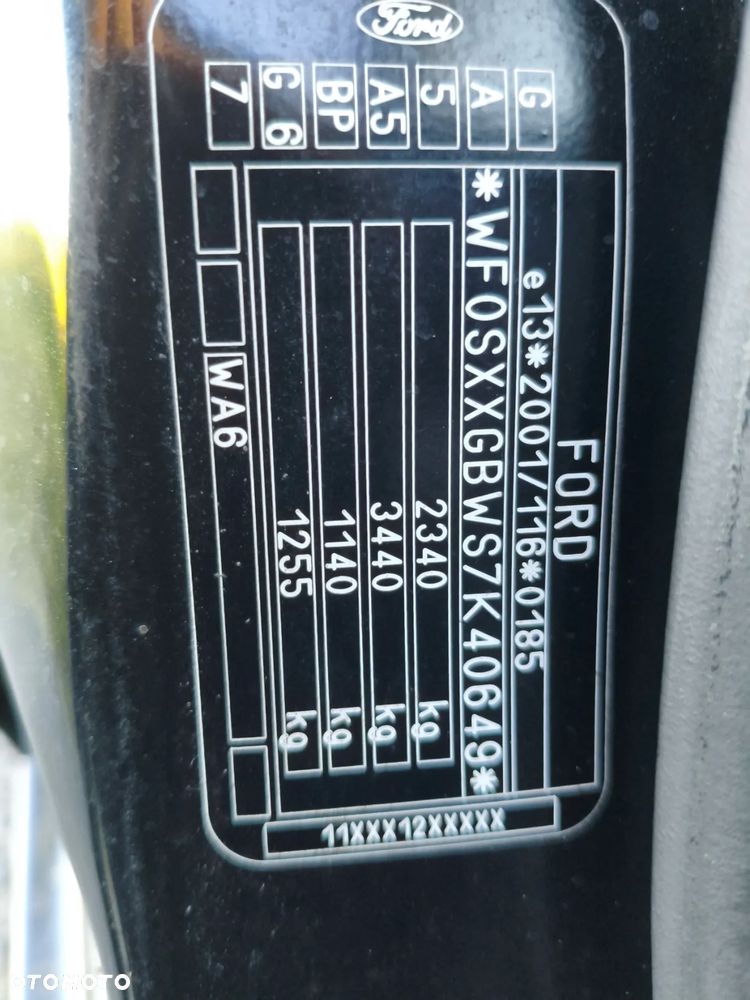 Ford
FORD
e13*2001/116*0185
*WF0SXXGBWS7K40649*
2340 kg
3440 kg
1140 kg
1255 kg
G
A
5
A5
BP
G 6
7
WA6
11XXX12XXXXX
OTOMOTO